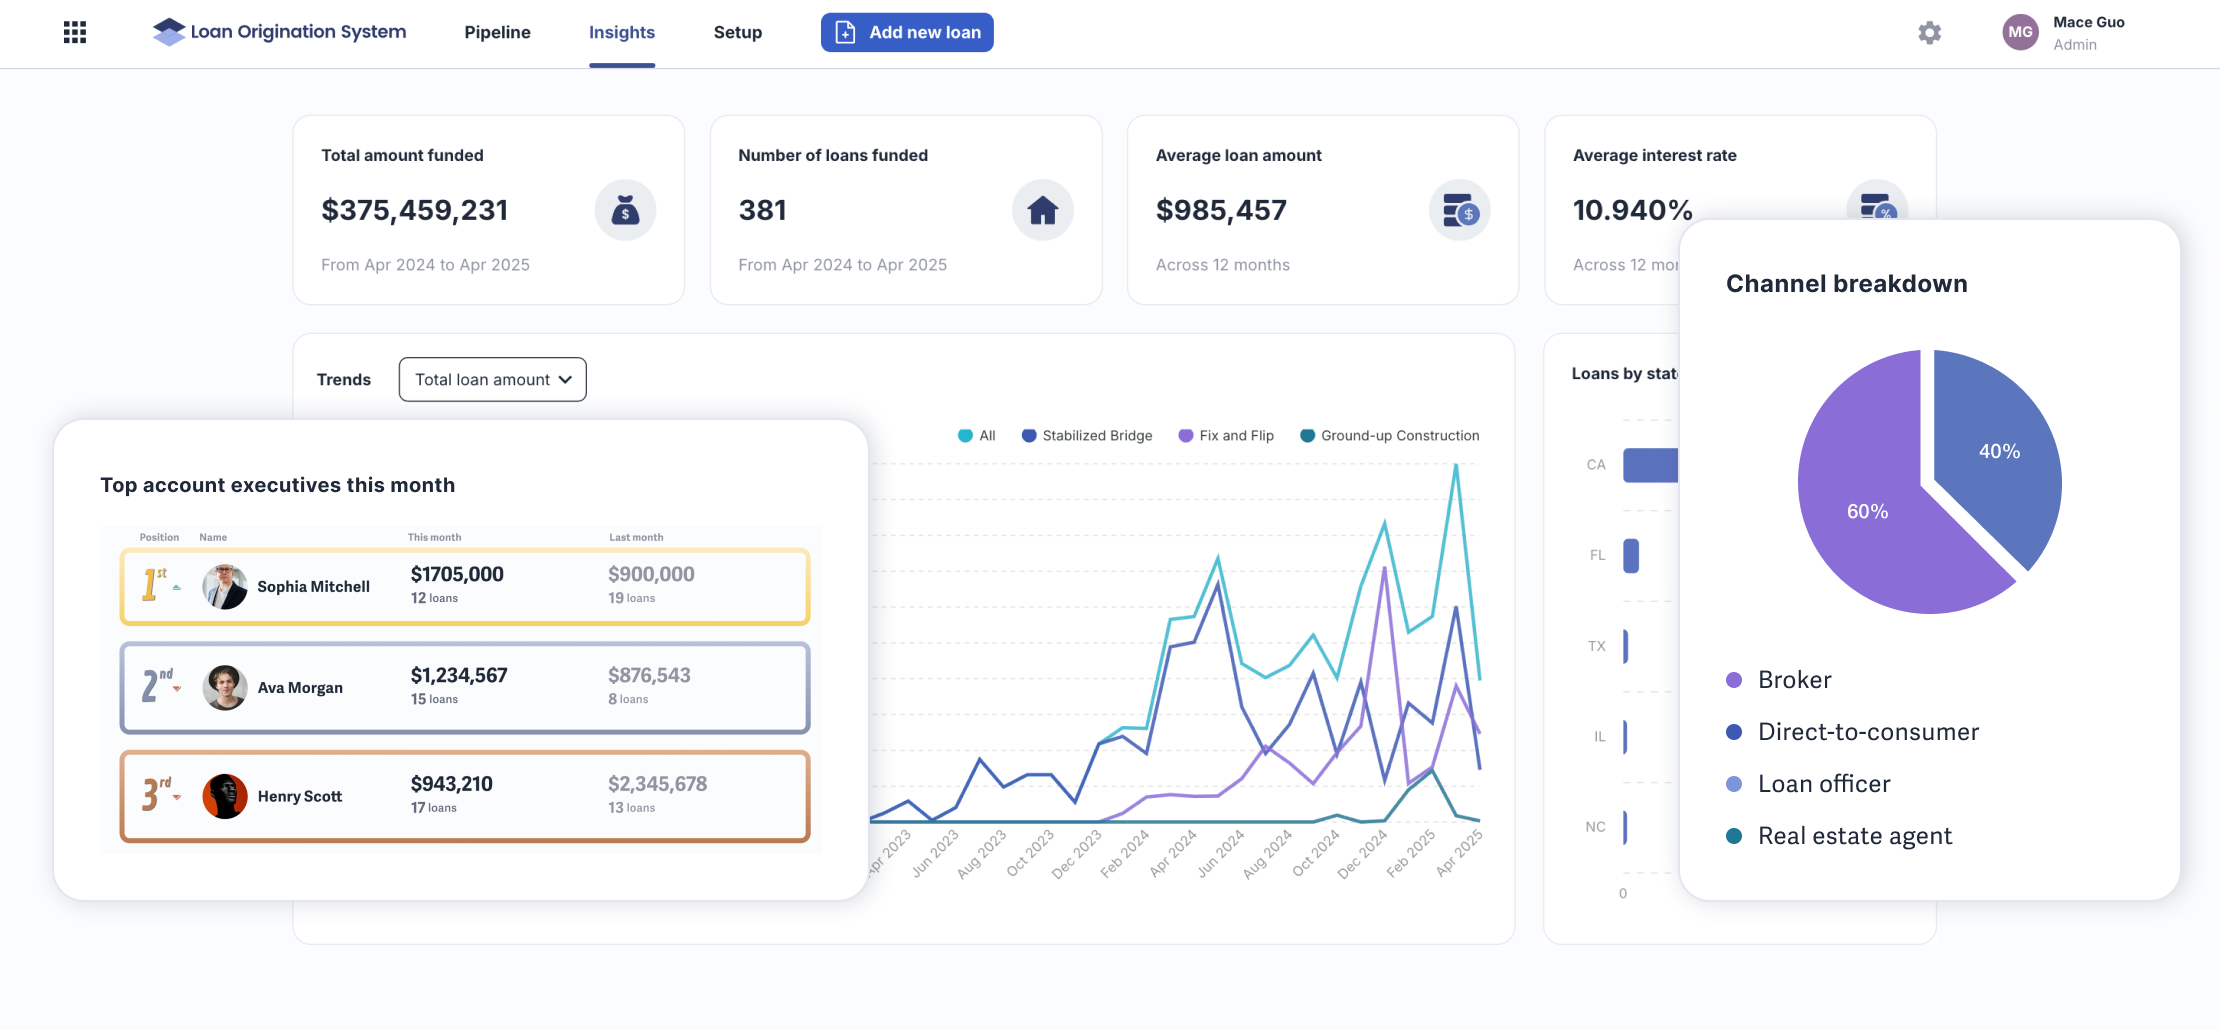 Loan Origination System
Pipeline
Insights
Setup
Add new loan
MG
Mace Guo
Admin
Total amount funded
$375,459,231
$
From Apr 2024 to Apr 2025
Number of loans funded
381
From Apr 2024 to Apr 2025
Average loan amount
$985,457
$
Across 12 months
Average interest rate
10.940%
%
Across 12
Trends
Total loan amount
All
Stabilized Bridge
Fix and Flip
Ground-up Construction
Apr 2023
Jun 2023
Aug 2023
Oct 2023
Dec 2023
Feb 2024
Apr 2024
Jun 2024
Aug 2024
Oct 2024
Dec 2024
Feb 2025
Apr 2025
Top account executives this month
Position Name This month Last month
1st Sophia Mitchell $1705,000 $900,000
12 loans 19 loans
2nd Ava Morgan $1,234,567 $876,543
15 loans 8 loans
3rd Henry Scott $943,210 $2,345,678
17 loans 13 loans
Loans by
CA
FL
TX
IL
NC
0
Channel breakdown
40%
60%
Broker
Direct-to-consumer
Loan officer
Real estate agent